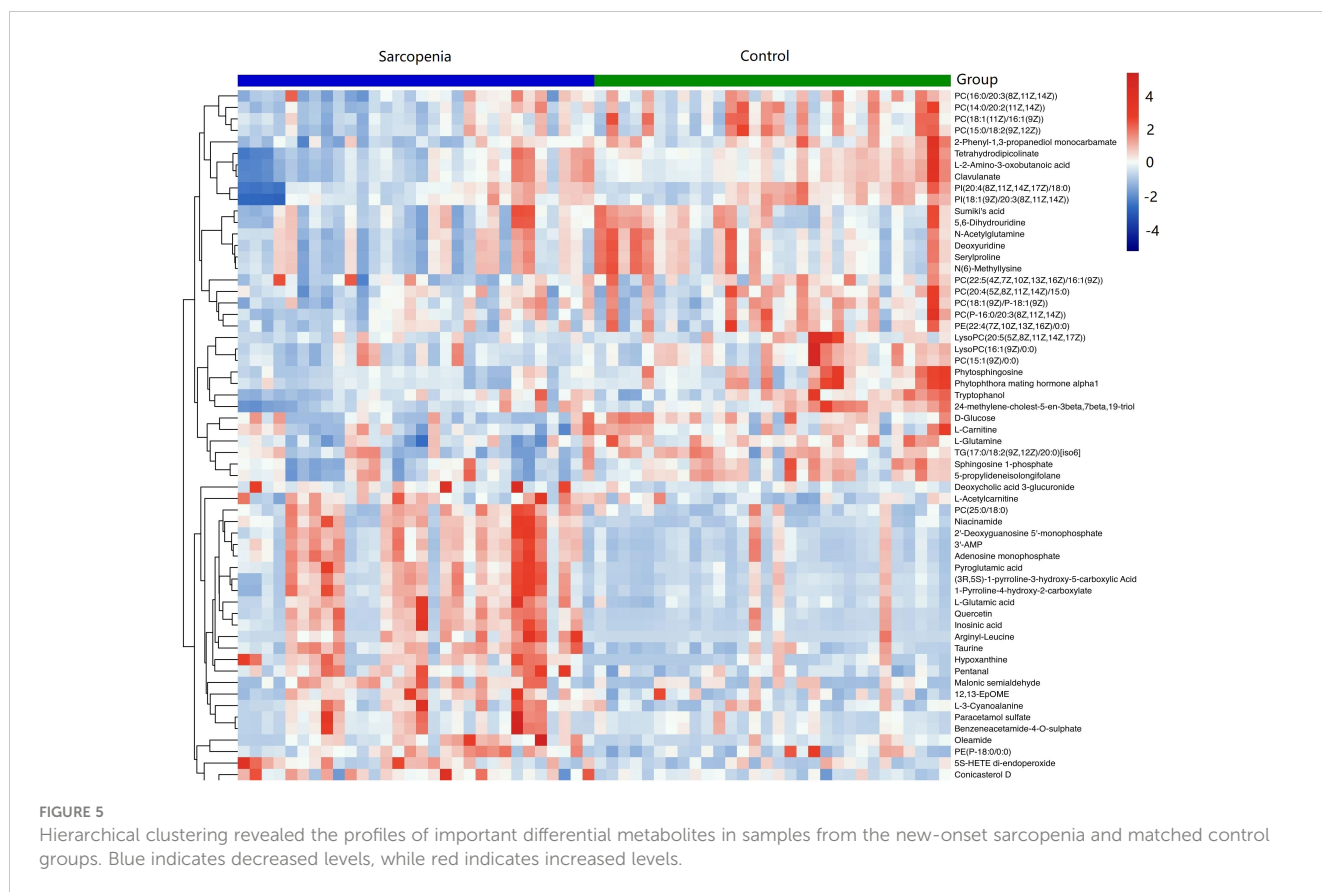 Sarcopenia
Control
Group
PC(16:0/20:3(8Z,11Z,14Z))
PC(14:0/20:2(11Z,14Z))
PC(18:1(11Z)/16:1(9Z))
PC(15:0/18:2(9Z,12Z))
2-Phenyl-1,3-propanediol monocarbamate
Tetrahydrodipicolinate
L-2-Amino-3-oxobutanoic acid
Clavulanate
PI(20:4(8Z,11Z,14Z,17Z)/18:0)
PI(18:1(9Z)/20:3(8Z,11Z,14Z))
Sumiki's acid
5,6-Dihydrouridine
N-Acetylglutamine
Deoxyuridine
Serylproline
N(6)-Methyllysine
PC(22:5(4Z,7Z,10Z,13Z,16Z)/16:1(9Z))
PC(20:4(5Z,8Z,11Z,14Z)/15:0)
PC(18:1(9Z)/P-18:1(9Z))
PC(P-16:0/20:3(8Z,11Z,14Z))
PE(22:4(7Z,10Z,13Z,16Z)/0:0)
LysoPC(20:5(5Z,8Z,11Z,14Z,17Z))
LysoPC(16:1(9Z)/0:0)
PC(15:1(9Z)/0:0)
Phytosphingosine
Phytophthora mating hormone alpha1
Tryptophanol
24-methylene-cholest-5-en-3beta,7beta,19-triol
D-Glucose
L-Carnitine
L-Glutamine
TG(17:0/18:2(9Z,12Z)/20:0)[iso6]
Sphingosine 1-phosphate
5-propylideneisolongifolane
Deoxycholic acid 3-glucuronide
L-Acetylcarnitine
PC(25:0/18:0)
Niacinamide
2'-Deoxyguanosine 5'-monophosphate
3'-AMP
Adenosine monophosphate
Pyroglutamic acid
(3R,5S)-1-pyrroline-3-hydroxy-5-carboxylic Acid
1-Pyrroline-4-hydroxy-2-carboxylate
L-Glutamic acid
Quercetin
Inosinic acid
Arginyl-Leucine
Taurine
Hypoxanthine
Pentanal
Malonic semialdehyde
12,13-EpOME
L-3-Cyanoalanine
Paracetamol sulfate
Benzeneacetamide-4-O-sulphate
Oleamide
PE(P-18:0/0:0)
5S-HETE di-endoperoxide
Conicasterol D
4
2
0
-2
-4
FIGURE 5
Hierarchical clustering revealed the profiles of important differential metabolites in samples from the new-onset sarcopenia and matched control
groups. Blue indicates decreased levels, while red indicates increased levels.